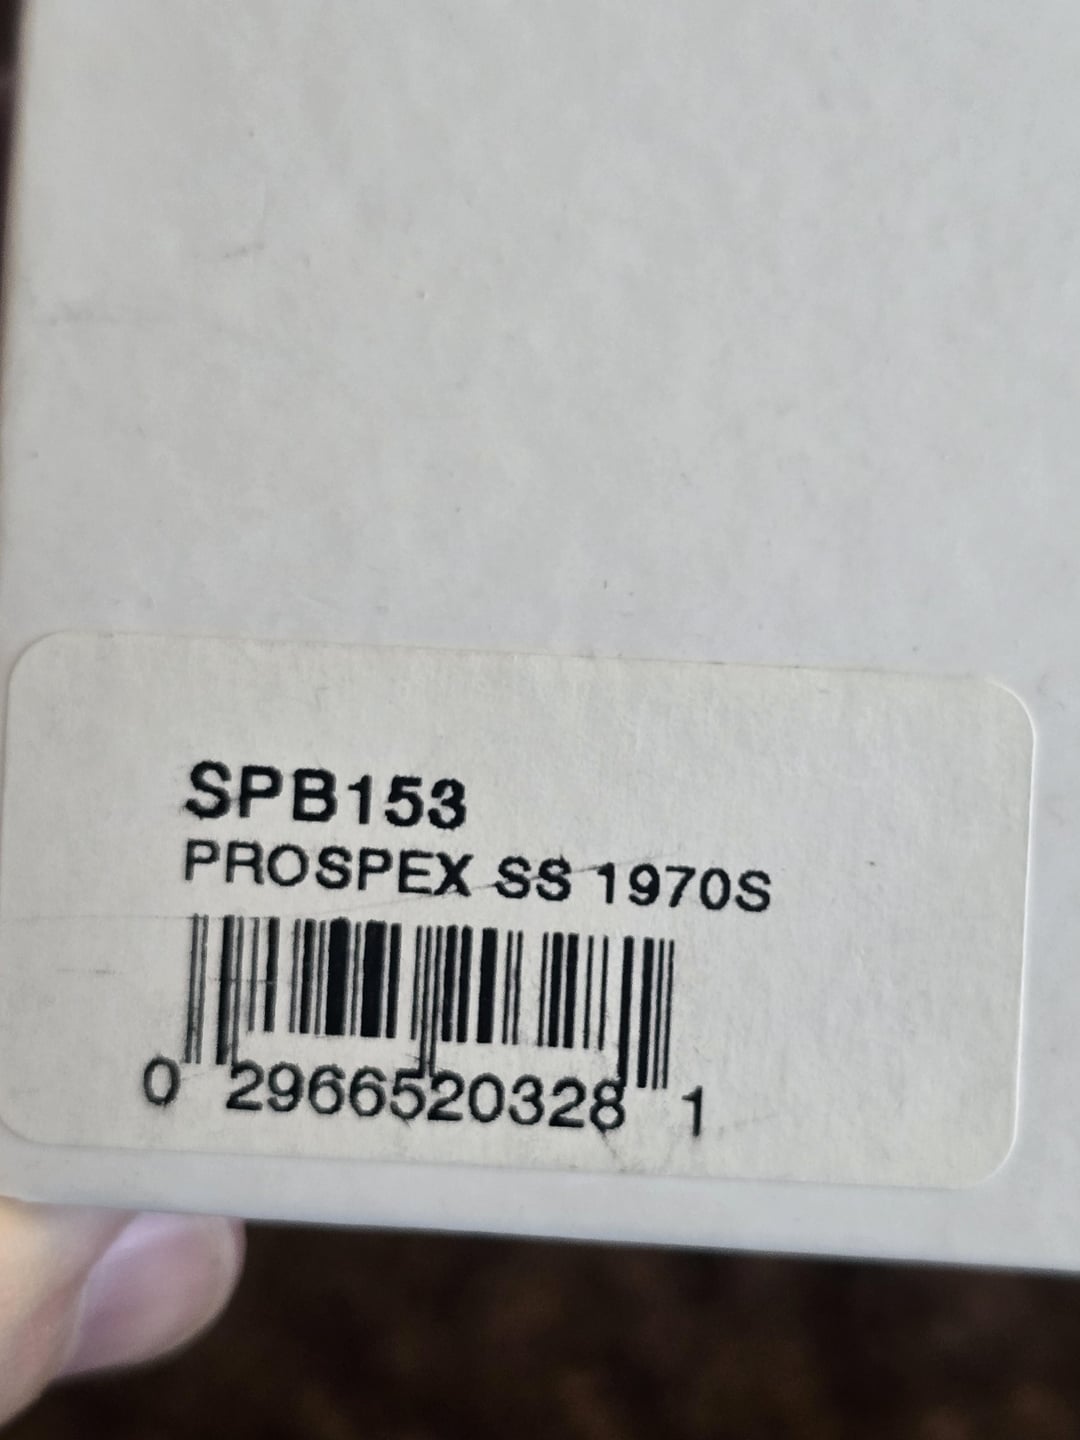 SPB153
PROSPEX SS 1970S
0 2966520328 1